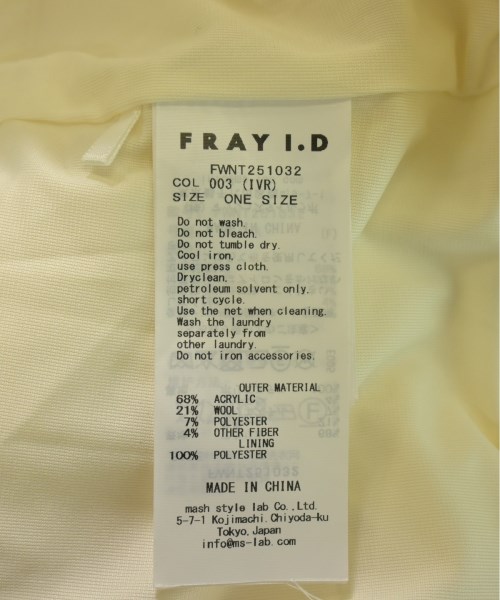 FRAY I.D
FWNT251032
COL 003 (IVR)
SIZE ONE SIZE
Do not wash.
Do not bleach.
Do not tumble dry.
Cool iron,
use press cloth.
Dryclean,
petroleum solvent only.
short cycle.
Use the net when cleaning.
Wash the laundry
separately from
other laundry.
Do not iron accessories.
OUTER MATERIAL
68% ACRYLIC
21% WOOL
7% POLYESTER
4% OTHER FIBER
LINING
100% POLYESTER
MADE IN CHINA
mash style lab Co.,Ltd.
5-7-1 Kojimachi.Chiyoda-ku
Tokyo,Japan
info@ms-lab.com